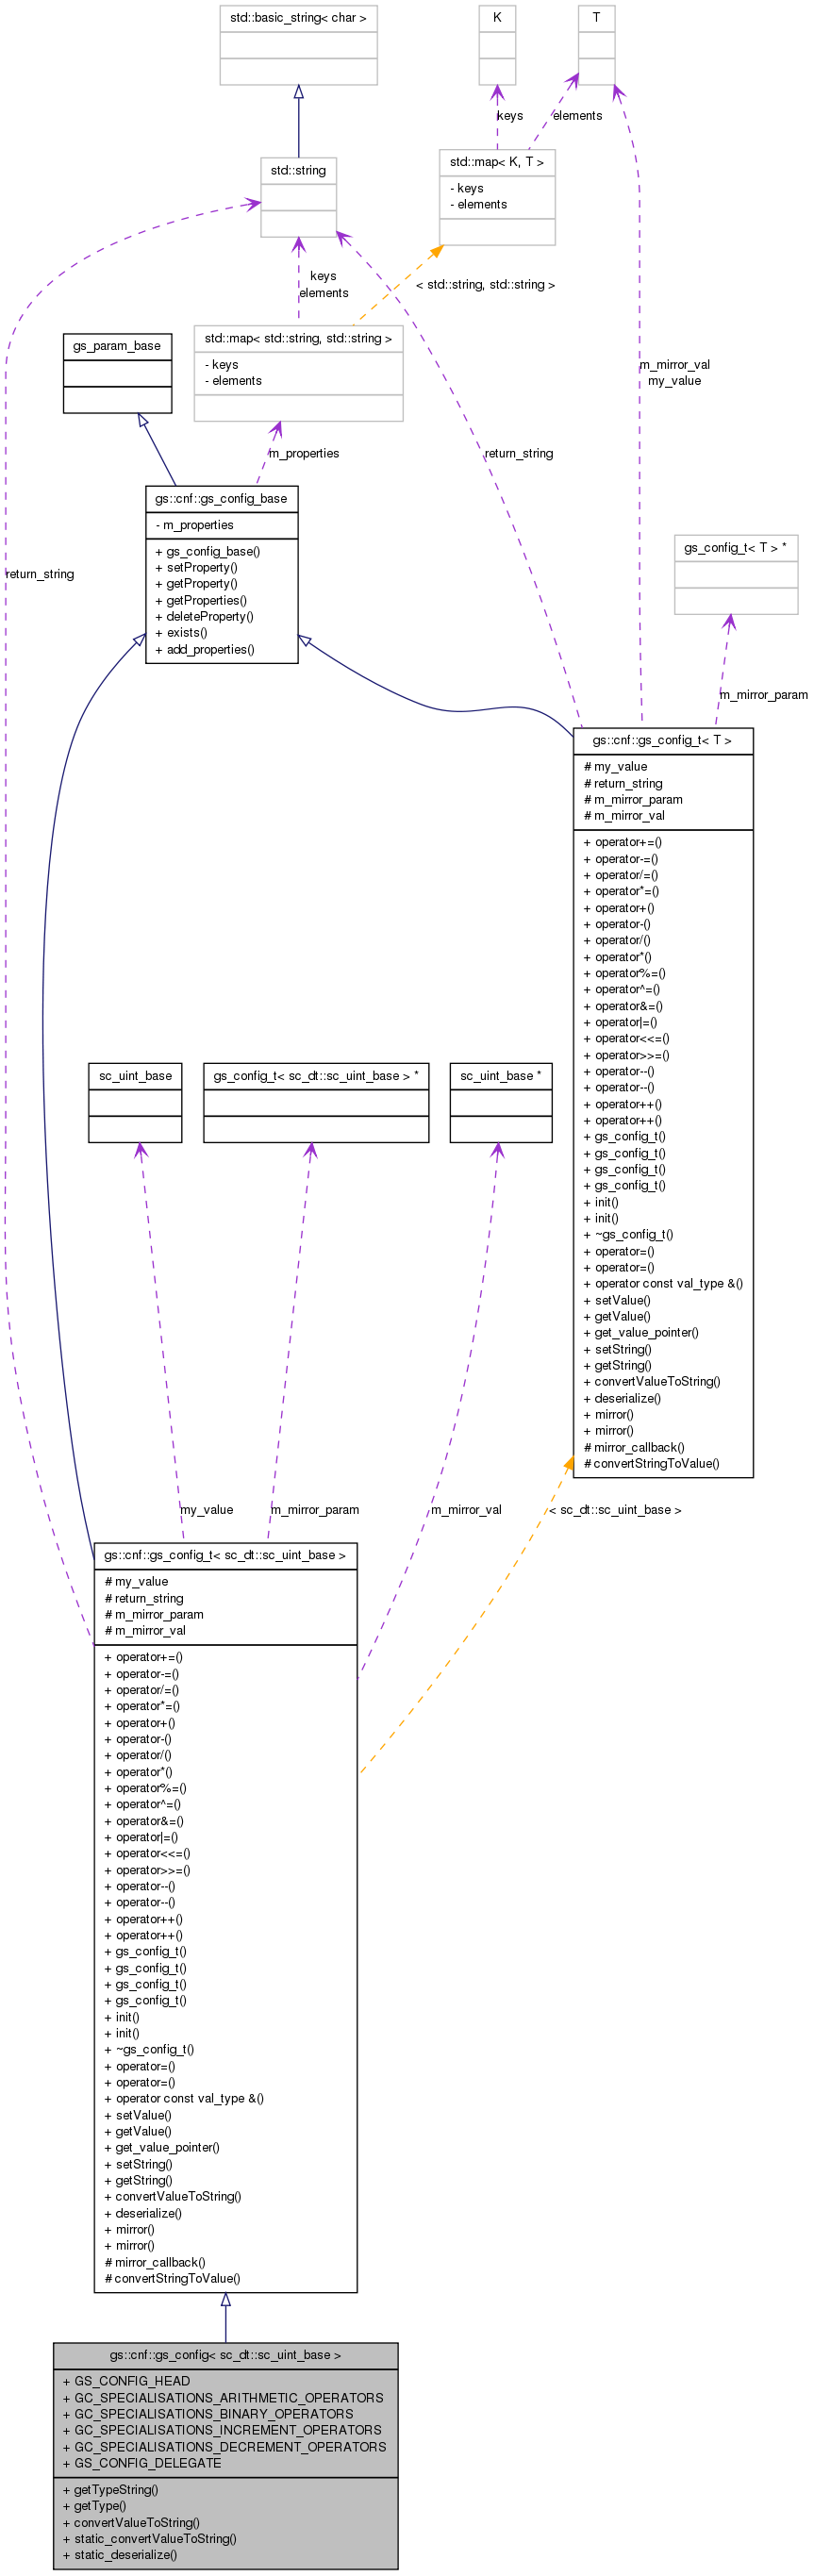 std::basic_string< char >
K
T
keys
elements
std::string
std::map< K, T >
- keys
- elements
keys
elements
< std::string, std::string >
std::map< std::string, std::string >
- keys
- elements
gs_param_base
m_mirror_val
my_value
m_properties
return_string
gs::cnf::gs_config_base
- m_properties
+ gs_config_base()
+ setProperty()
+ getProperty()
+ getProperties()
+ deleteProperty()
+ exists()
+ add_properties()
gs_config_t< T > *
return_string
m_mirror_param
gs::cnf::gs_config_t< T >
# my_value
# return_string
# m_mirror_param
# m_mirror_val
+ operator+=()
+ operator-=()
+ operator/=()
+ operator*=()
+ operator+()
+ operator-()
+ operator/()
+ operator*()
+ operator%=()
+ operator^=()
+ operator&=()
+ operator|=()
+ operator<<=()
+ operator>>=()
+ operator--()
+ operator--()
+ operator++()
+ operator++()
+ gs_config_t()
+ gs_config_t()
+ gs_config_t()
+ gs_config_t()
+ init()
+ init()
+ ~gs_config_t()
+ operator=()
+ operator=()
+ operator const val_type &()
+ setValue()
+ getValue()
+ get_value_pointer()
+ setString()
+ getString()
+ convertValueToString()
+ deserialize()
+ mirror()
+ mirror()
# mirror_callback()
# convertStringToValue()
sc_uint_base
gs_config_t< sc_dt::sc_uint_base > *
sc_uint_base *
my_value
m_mirror_param
m_mirror_val
< sc_dt::sc_uint_base >
gs::cnf::gs_config_t< sc_dt::sc_uint_base >
# my_value
# return_string
# m_mirror_param
# m_mirror_val
+ operator+=()
+ operator-=()
+ operator/=()
+ operator*=()
+ operator+()
+ operator-()
+ operator/()
+ operator*()
+ operator%=()
+ operator^=()
+ operator&=()
+ operator|=()
+ operator<<=()
+ operator>>=()
+ operator--()
+ operator--()
+ operator++()
+ operator++()
+ gs_config_t()
+ gs_config_t()
+ gs_config_t()
+ gs_config_t()
+ init()
+ init()
+ ~gs_config_t()
+ operator=()
+ operator=()
+ operator const val_type &()
+ setValue()
+ getValue()
+ get_value_pointer()
+ setString()
+ getString()
+ convertValueToString()
+ deserialize()
+ mirror()
+ mirror()
# mirror_callback()
# convertStringToValue()
gs::cnf::gs_config< sc_dt::sc_uint_base >
+ GS_CONFIG_HEAD
+ GC_SPECIALISATIONS_ARITHMETIC_OPERATORS
+ GC_SPECIALISATIONS_BINARY_OPERATORS
+ GC_SPECIALISATIONS_INCREMENT_OPERATORS
+ GC_SPECIALISATIONS_DECREMENT_OPERATORS
+ GS_CONFIG_DELEGATE
+ getTypeString()
+ getType()
+ convertValueToString()
+ static_convertValueToString()
+ static_deserialize()